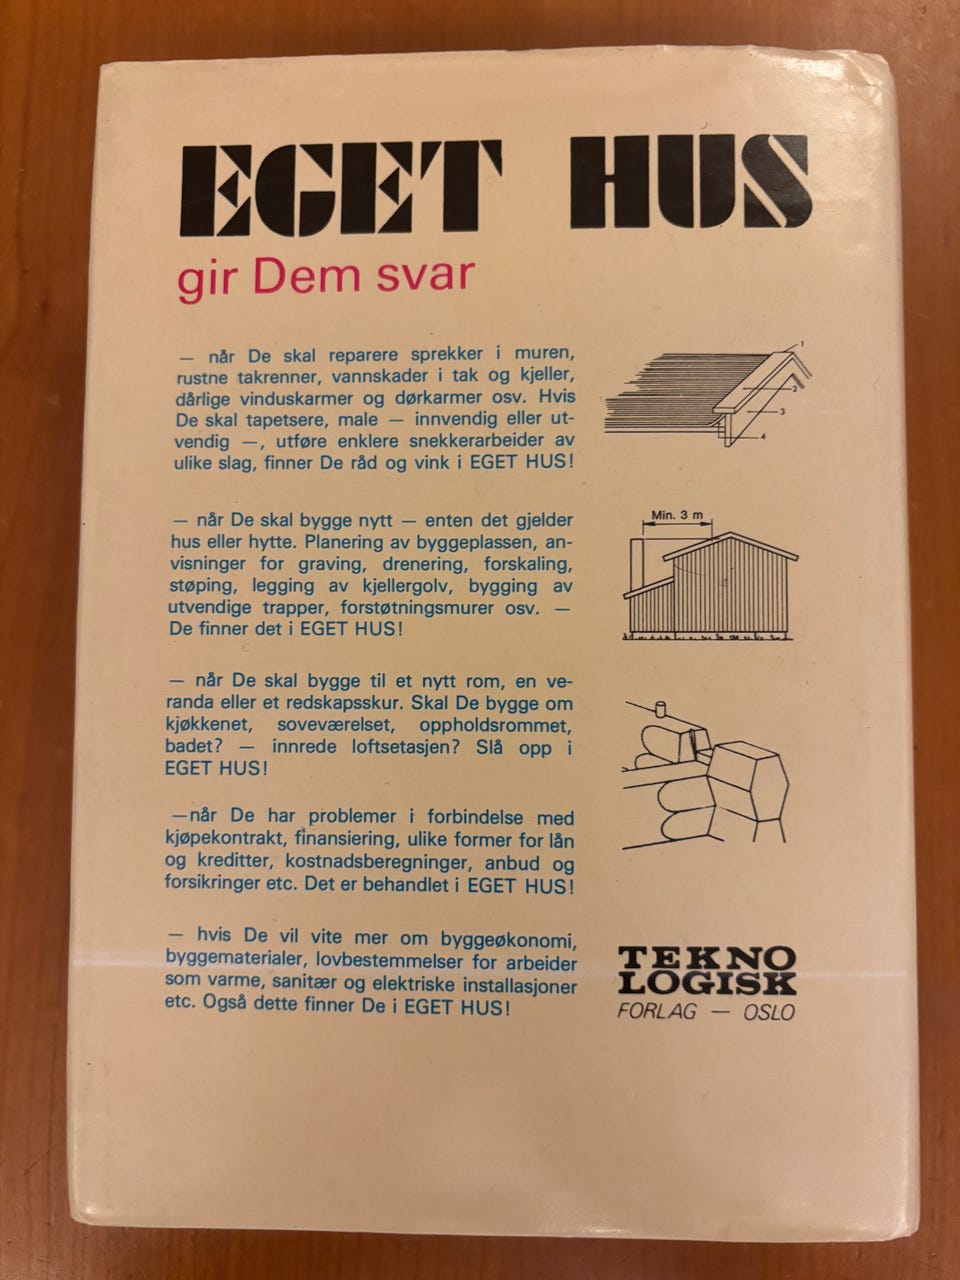 EGET HUS
gir Dem svar
— når De skal reparere sprekker i muren,
rustne takrenner, vannskader i tak og kjeller,
dårlige vinduskarmer og dørkarmer osv. Hvis
De skal tapetsere, male — innvendig eller ut-
vendig —, utføre enklere snekkerarbeider av
ulike slag, finner De råd og vink i EGET HUS!
1
2
3
4
— når De skal bygge nytt — enten det gjelder
hus eller hytte. Planering av byggeplassen, an-
visninger for graving, drenering, forskaling,
støping, legging av kjellergolv, bygging av
utvendige trapper, forstøtningsmurer osv. —
De finner det i EGET HUS!
Min. 3 m
— når De skal bygge til et nytt rom, en ve-
randa eller et redskapsskur. Skal De bygge om
kjøkkenet, soveværelset, oppholdsrommet,
badet? — innrede loftsetasjen? Slå opp i
EGET HUS!
—når De har problemer i forbindelse med
kjøpekontrakt, finansiering, ulike former for lån
og kreditter, kostnadsberegninger, anbud og
forsikringer etc. Det er behandlet i EGET HUS!
— hvis De vil vite mer om byggeøkonomi,
byggematerialer, lovbestemmelser for arbeider
som varme, sanitær og elektriske installasjoner
etc. Også dette finner De i EGET HUS!
TEKNO
LOGISK
FORLAG — OSLO